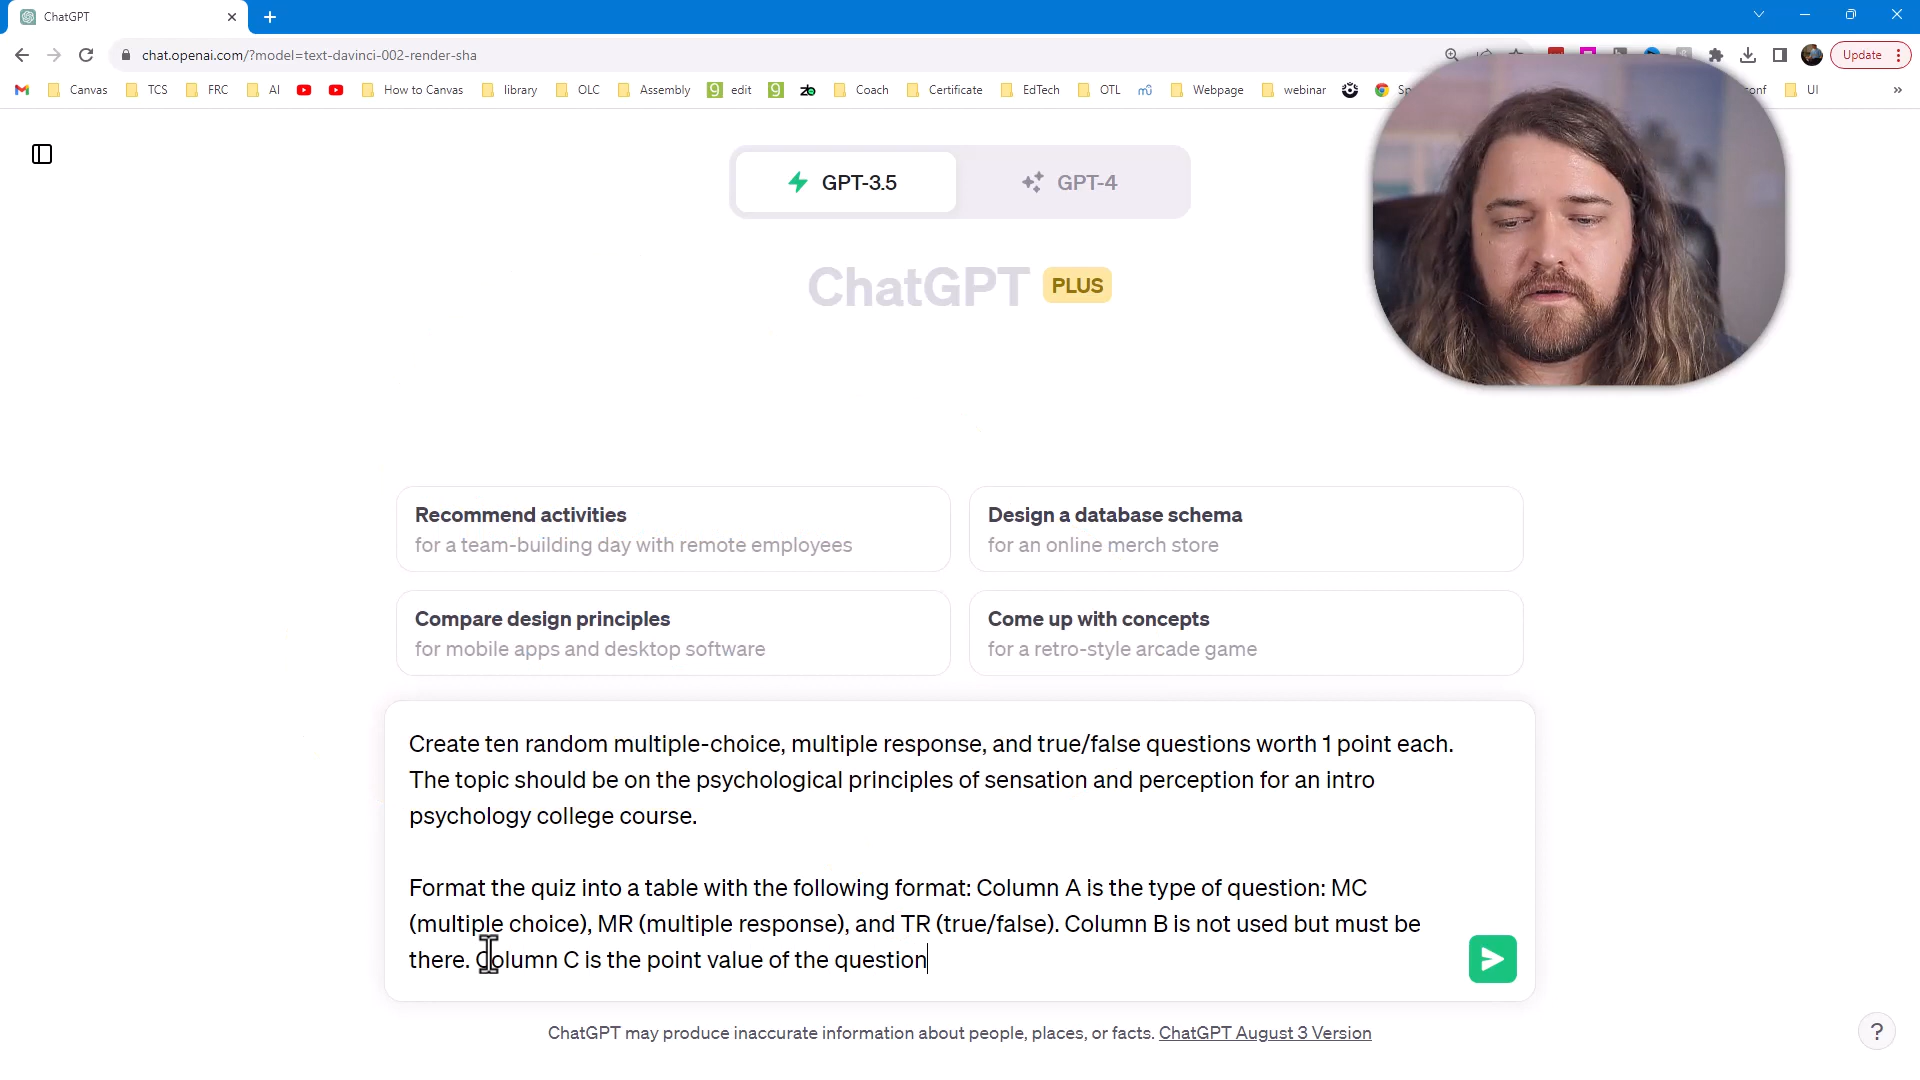 ChatGPT
chat.openai.com/?model=text-davinci-002-render-sha
Update
Canvas TCS FRC AI How to Canvas library OLC Assembly edit Coach Certificate EdTech OTL Webpage webinar UI
GPT-3.5 GPT-4
ChatGPT PLUS
Recommend activities
for a team-building day with remote employees
Design a database schema
for an online merch store
Compare design principles
for mobile apps and desktop software
Come up with concepts
for a retro-style arcade game
Create ten random multiple-choice, multiple response, and true/false questions worth 1 point each.
The topic should be on the psychological principles of sensation and perception for an intro
psychology college course.
Format the quiz into a table with the following format: Column A is the type of question: MC
(multiple choice), MR (multiple response), and TR (true/false). Column B is not used but must be
there. Column C is the point value of the question
ChatGPT may produce inaccurate information about people, places, or facts. ChatGPT August 3 Version
?